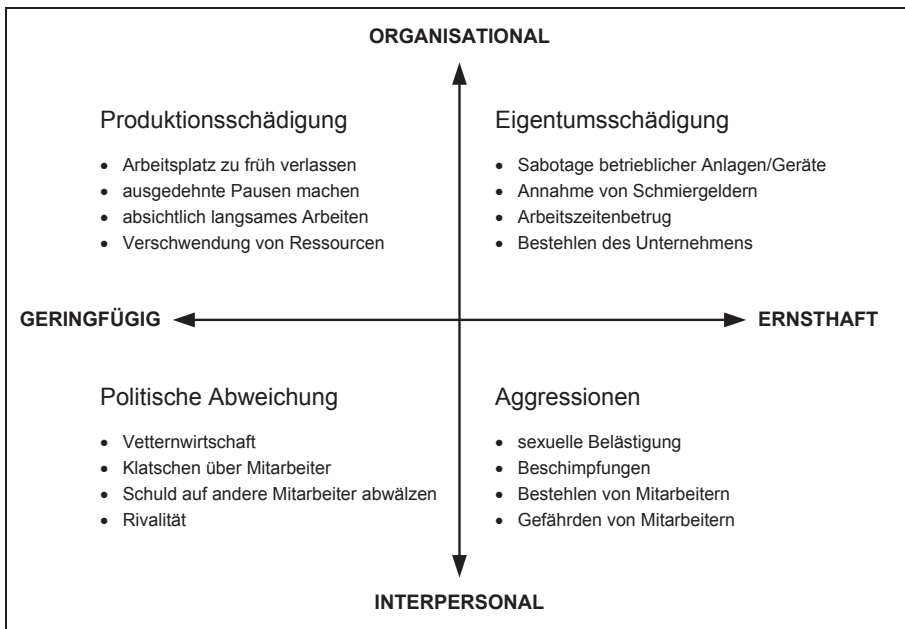 ORGANISATIONAL
Produktionsschädigung
• Arbeitsplatz zu früh verlassen
• ausgedehnte Pausen machen
• absichtlich langsames Arbeiten
• Verschwendung von Ressourcen
Eigentumsschädigung
• Sabotage betrieblicher Anlagen/Geräte
• Annahme von Schmiergeldern
• Arbeitszeitenbetrug
• Bestehlen des Unternehmens
GERINGFÜGIG
ERNSTHAFT
Politische Abweichung
• Vetternwirtschaft
• Klatschen über Mitarbeiter
• Schuld auf andere Mitarbeiter abwälzen
• Rivalität
Aggressionen
• sexuelle Belästigung
• Beschimpfungen
• Bestehlen von Mitarbeitern
• Gefährden von Mitarbeitern
INTERPERSONAL